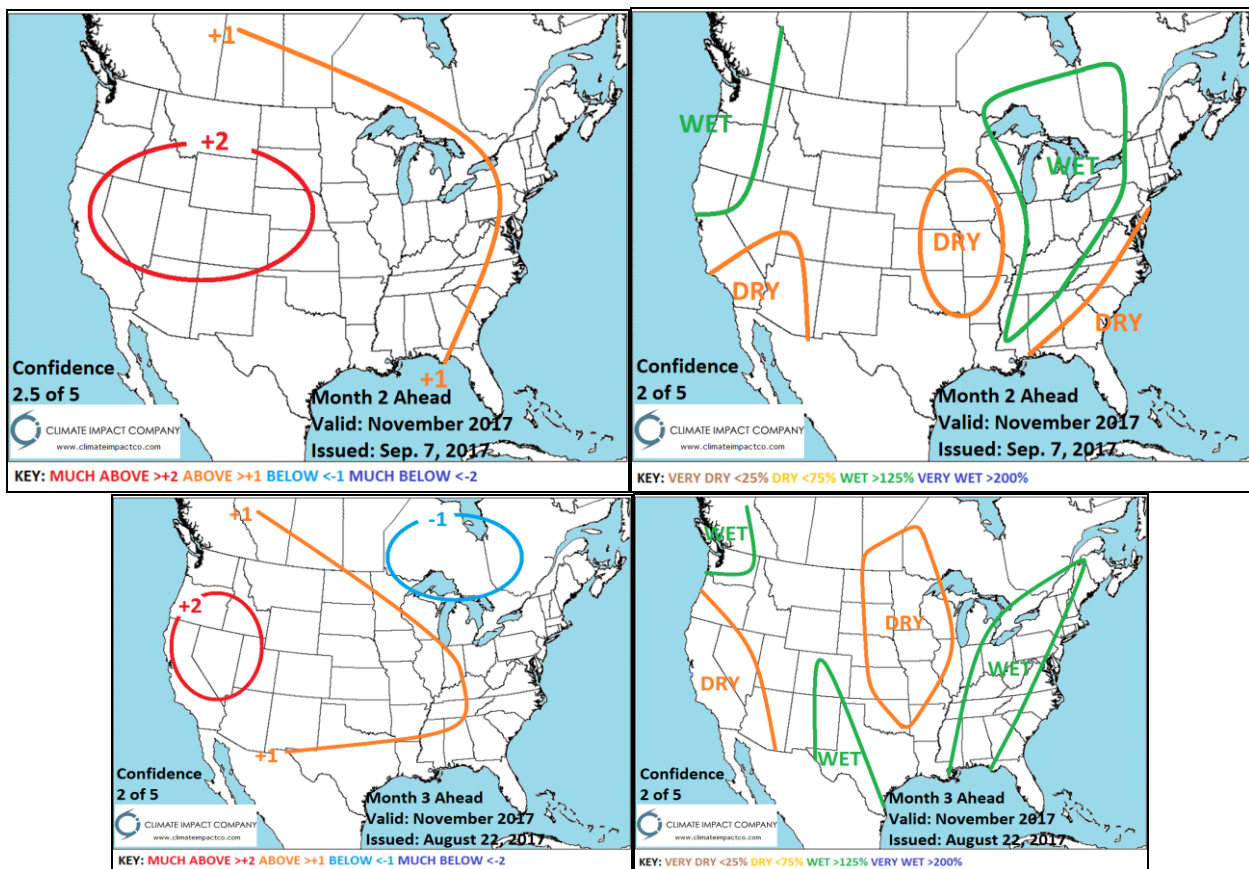 +1
+2
+1
Confidence
2.5 of 5
CLIMATE IMPACT COMPANY
www.climateimpactco.com
Month 2 Ahead
Valid: November 2017
Issued: Sep. 7, 2017
KEY: MUCH ABOVE >+2 ABOVE >+1 BELOW <-1 MUCH BELOW <-2
WET
WET
DRY
DRY
DRY
Confidence
2 of 5
CLIMATE IMPACT COMPANY
www.climateimpactco.com
Month 2 Ahead
Valid: November 2017
Issued: Sep. 7, 2017
KEY: VERY DRY <25% DRY <75% WET >125% VERY WET >200%
+1
-1
+2
+1
Confidence
2 of 5
CLIMATE IMPACT COMPANY
www.climateimpactco.com
Month 3 Ahead
Valid: November 2017
Issued: August 22, 2017
KEY: MUCH ABOVE >+2 ABOVE >+1 BELOW <-1 MUCH BELOW <-2
WET
DRY
WET
DRY
WET
Confidence
2 of 5
CLIMATE IMPACT COMPANY
www.climateimpactco.com
Month 3 Ahead
Valid: November 2017
Issued: August 22, 2017
KEY: VERY DRY <25% DRY <75% WET >125% VERY WET >200%